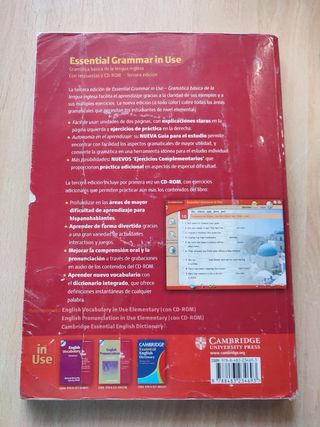 Essential Grammar in Use
Gramática básica de la lengua inglesa
Con respuestas y CD-ROM · Tercera edición
La tercera edición de Essential Grammar in Use – Gramática básica de la
lengua inglesa facilita el aprendizaje gracias a la claridad de sus ejemplos y a
sus múltiples ejercicios. La nueva edición (a todo color) cubre todas las áreas
gramaticales que presentan los estudiantes de nivel elemental.
Fácil de usar: unidades de dos páginas, con explicaciones claras en la
página izquierda y ejercicios de práctica en la derecha.
Autonomía en el aprendizaje: su NUEVA Guía para el estudio permite
encontrar con facilidad los aspectos gramaticales de mayor utilidad, y
convierte la gramática en una herramienta idónea para el estudio individual.
Más posibilidades: NUEVOS 'Ejercicios Complementarios' que
proporcionan práctica adicional en aspectos de especial dificultad.
La tercera edición incluye por primera vez un CD-ROM, con ejercicios
adicionales que permiten practicar aún más los contenidos del libro:
Profundizar en las áreas de mayor
dificultad de aprendizaje para
hispanohablantes.
Aprender de forma divertida gracias
a una gran variedad de actividades
interactivas y juegos.
Mejorar la comprensión oral y la
pronunciación a través de grabaciones
en audio de los contenidos del CD-ROM.
Aprender nuevo vocabulario con
el diccionario integrado, que ofrece
definiciones instantáneas de cualquier
palabra.
English Vocabulary in Use Elementary (con CD-ROM)
English Pronunciation in Use Elementary (con CD-ROM)
Cambridge Essential English Dictionary
in
Use
English
Vocabulary
Essential
English
Dictionary
CAMBRIDGE
UNIVERSITY PRESS
www.cambridge.org